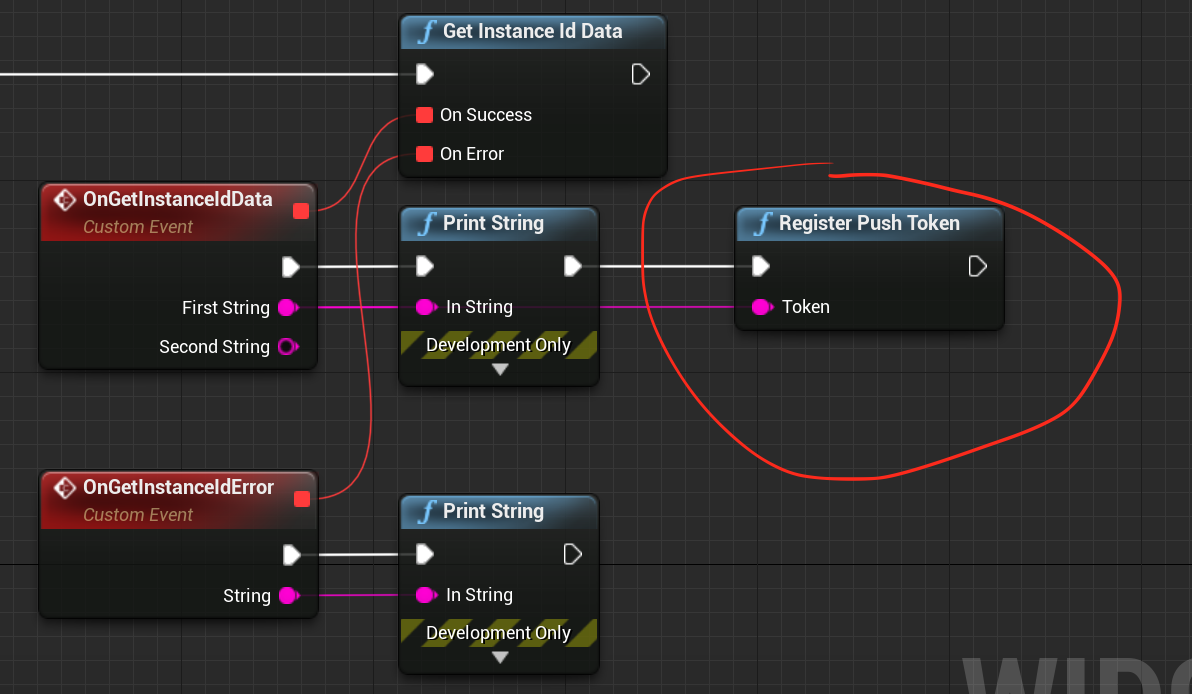 Get Instance Id Data
On Success
On Error
OnGetInstanceIdData
Custom Event
First String
Second String
Print String
In String
Development Only
Register Push Token
Token
OnGetInstanceIdError
Custom Event
String
Print String
In String
Development Only